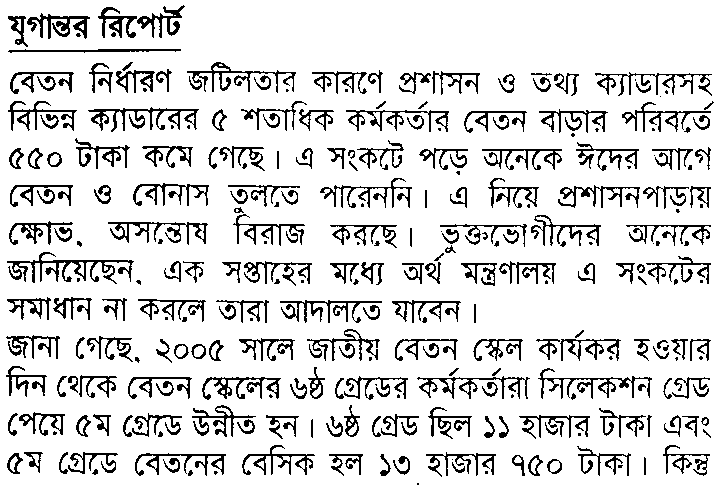 যুগান্তর রিপোর্ট
বেতন নির্ধারণ জটিলতার কারণে প্রশাসন ও তথ্য ক্যাডারসহ
বিভিন্ন ক্যাডারের ৫ শতাধিক কর্মকর্তার বেতন বাড়ার পরিবর্তে
৫৫০ টাকা কমে গেছে। এ সংকটে পড়ে অনেকে ঈদের আগে
বেতন ও বোনাস তুলতে পারেননি। এ নিয়ে প্রশাসনপাড়ায়
ক্ষোভ, অসন্তোষ বিরাজ করছে। ভুক্তভোগীদের অনেকে
জানিয়েছেন, এক সপ্তাহের মধ্যে অর্থ মন্ত্রণালয় এ সংকটের
সমাধান না করলে তারা আদালতে যাবেন।
জানা গেছে, ২০০৫ সালে জাতীয় বেতন স্কেল কার্যকর হওয়ার
দিন থেকে বেতন স্কেলের ৬ষ্ঠ গ্রেডের কর্মকর্তারা সিলেকশন গ্রেড
পেয়ে ৫ম গ্রেডে উন্নীত হন। ৬ষ্ঠ গ্রেড ছিল ১১ হাজার টাকা এবং
৫ম গ্রেডে বেতনের বেসিক হল ১৩ হাজার ৭৫০ টাকা। কিন্তু